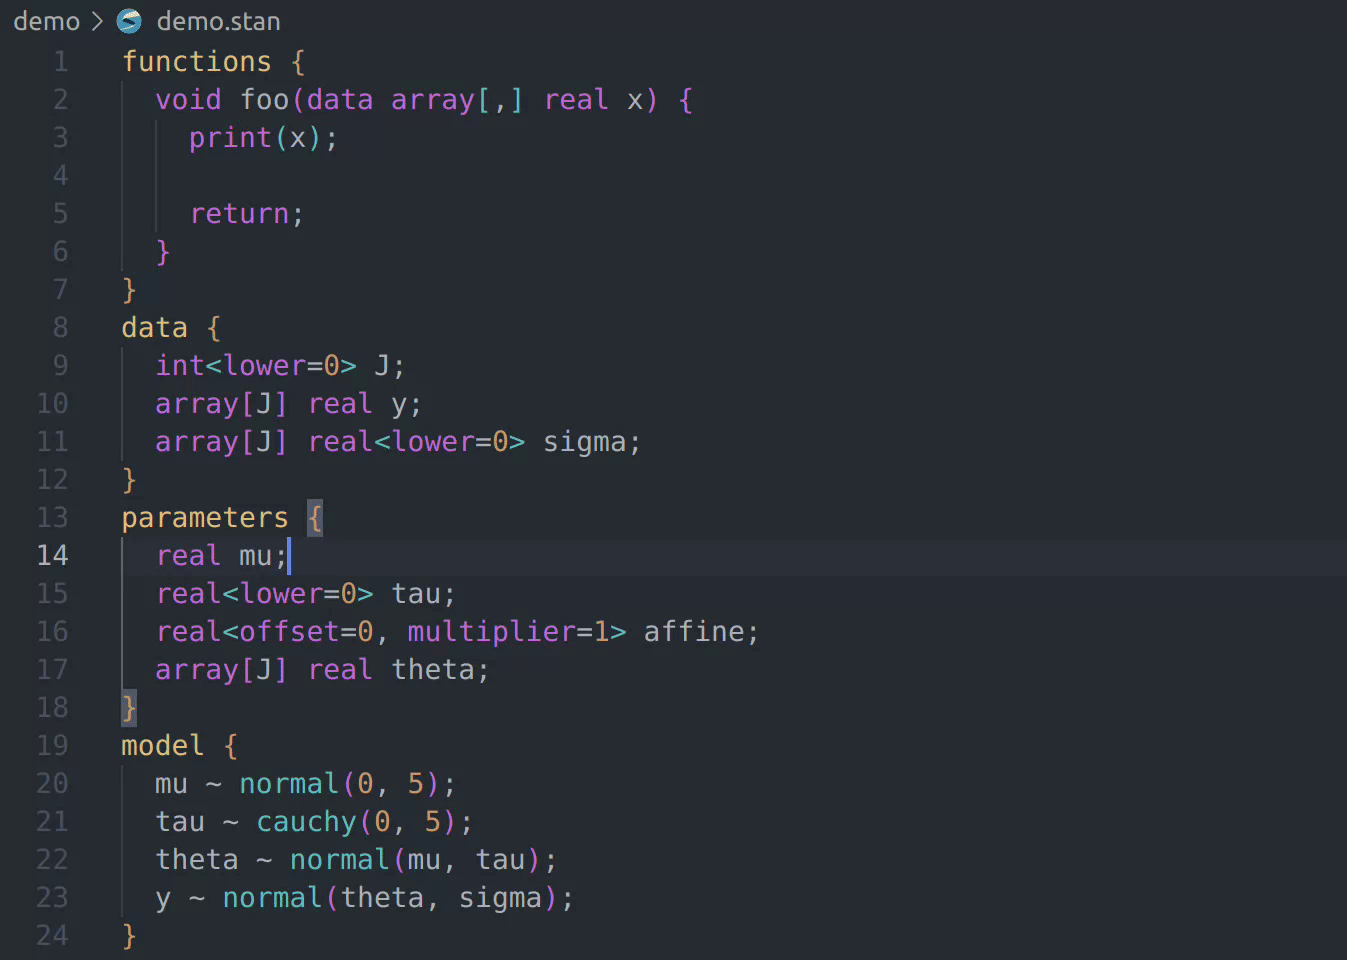 demo > demo.stan
1 functions {
2   void foo(data array[,] real x) {
3     print(x);
4
5     return;
6   }
7 }
8 data {
9   int<lower=0> J;
10   array[J] real y;
11   array[J] real<lower=0> sigma;
12 }
13 parameters {
14   real mu;
15   real<lower=0> tau;
16   real<offset=0, multiplier=1> affine;
17   array[J] real theta;
18 }
19 model {
20   mu ~ normal(0, 5);
21   tau ~ cauchy(0, 5);
22   theta ~ normal(mu, tau);
23   y ~ normal(theta, sigma);
24 }